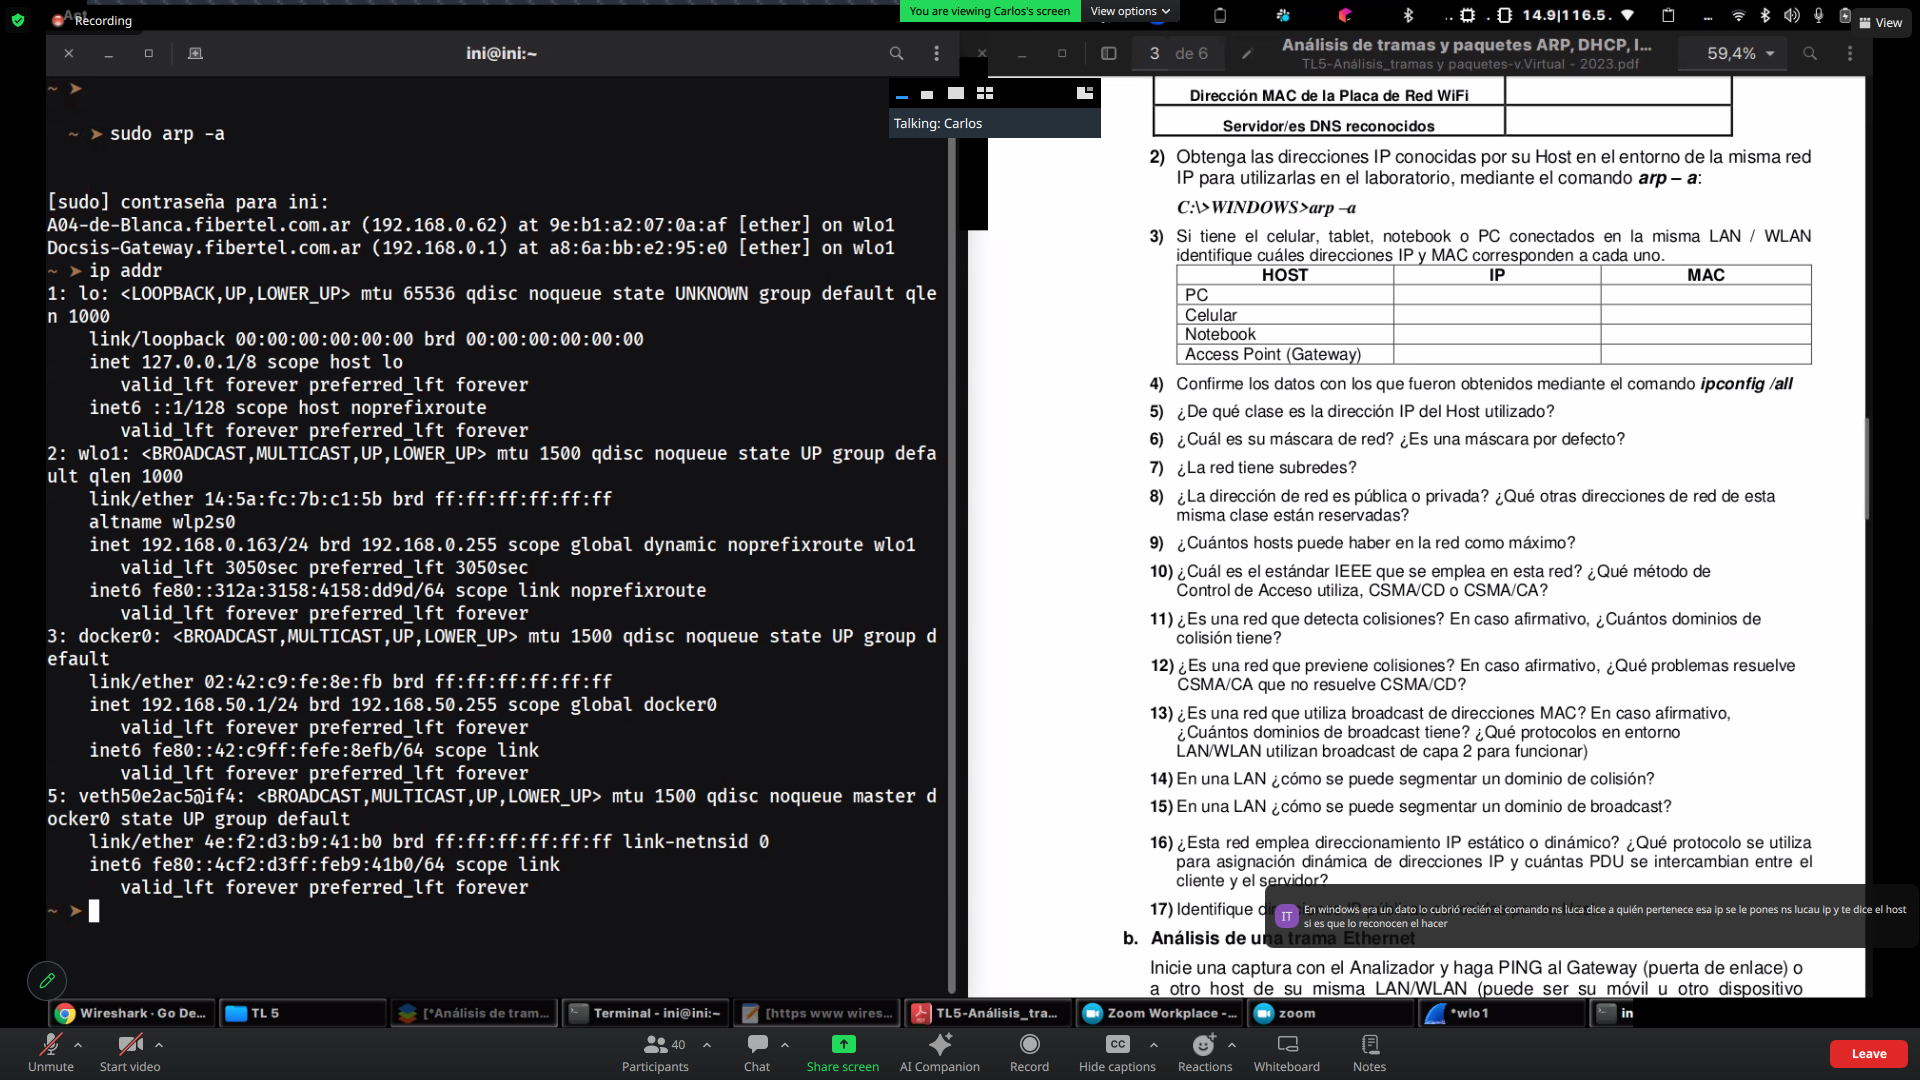 Recording
You are viewing Carlos's screen
View options
14.9|116.5.
View
ini@ini:~
3 de 6
Análisis de tramas y paquetes ARP, DHCP, I...
TL5-Análisis_tramas y paquetes-v.Virtual - 2023.pdf
59,4%
Talking: Carlos
~ ➤
~ ➤ sudo arp -a
[sudo] contraseña para ini:
A04-de-Blanca.fibertel.com.ar (192.168.0.62) at 9e:b1:a2:07:0a:af [ether] on wlo1
Docsis-Gateway.fibertel.com.ar (192.168.0.1) at a8:6a:bb:e2:95:e0 [ether] on wlo1
~ ➤ ip addr
1: lo: <LOOPBACK,UP,LOWER_UP> mtu 65536 qdisc noqueue state UNKNOWN group default qle
n 1000
link/loopback 00:00:00:00:00:00 brd 00:00:00:00:00:00
inet 127.0.0.1/8 scope host lo
valid_lft forever preferred_lft forever
inet6 ::1/128 scope host noprefixroute
valid_lft forever preferred_lft forever
2: wlo1: <BROADCAST,MULTICAST,UP,LOWER_UP> mtu 1500 qdisc noqueue state UP group defa
ult qlen 1000
link/ether 14:5a:fc:7b:c1:5b brd ff:ff:ff:ff:ff:ff
altname wlp2s0
inet 192.168.0.163/24 brd 192.168.0.255 scope global dynamic noprefixroute wlo1
valid_lft 3050sec preferred_lft 3050sec
inet6 fe80::312a:3158:4158:dd9d/64 scope link noprefixroute
valid_lft forever preferred_lft forever
3: docker0: <BROADCAST,MULTICAST,UP,LOWER_UP> mtu 1500 qdisc noqueue state UP group d
efault
link/ether 02:42:c9:fe:8e:fb brd ff:ff:ff:ff:ff:ff
inet 192.168.50.1/24 brd 192.168.50.255 scope global docker0
valid_lft forever preferred_lft forever
inet6 fe80::42:c9ff:fefe:8efb/64 scope link
valid_lft forever preferred_lft forever
5: veth50e2ac5@if4: <BROADCAST,MULTICAST,UP,LOWER_UP> mtu 1500 qdisc noqueue master d
ocker0 state UP group default
link/ether 4e:f2:d3:b9:41:b0 brd ff:ff:ff:ff:ff:ff link-netnsid 0
inet6 fe80::4cf2:d3ff:feb9:41b0/64 scope link
valid_lft forever preferred_lft forever
~ ➤
Dirección MAC de la Placa de Red WiFi
Servidor/es DNS reconocidos
2) Obtenga las direcciones IP conocidas por su Host en el entorno de la misma red
IP para utilizarlas en el laboratorio, mediante el comando arp – a:
C:\>WINDOWS>arp –a
3) Si tiene el celular, tablet, notebook o PC conectados en la misma LAN / WLAN
identifique cuáles direcciones IP y MAC corresponden a cada uno.
HOST IP MAC
PC
Celular
Notebook
Access Point (Gateway)
4) Confirme los datos con los que fueron obtenidos mediante el comando ipconfig /all
5) ¿De qué clase es la dirección IP del Host utilizado?
6) ¿Cuál es su máscara de red? ¿Es una máscara por defecto?
7) ¿La red tiene subredes?
8) ¿La dirección de red es pública o privada? ¿Qué otras direcciones de red de esta
misma clase están reservadas?
9) ¿Cuántos hosts puede haber en la red como máximo?
10) ¿Cuál es el estándar IEEE que se emplea en esta red? ¿Qué método de
Control de Acceso utiliza, CSMA/CD o CSMA/CA?
11) ¿Es una red que detecta colisiones? En caso afirmativo, ¿Cuántos dominios de
colisión tiene?
12) ¿Es una red que previene colisiones? En caso afirmativo, ¿Qué problemas resuelve
CSMA/CA que no resuelve CSMA/CD?
13) ¿Es una red que utiliza broadcast de direcciones MAC? En caso afirmativo,
¿Cuántos dominios de broadcast tiene? ¿Qué protocolos en entorno
LAN/WLAN utilizan broadcast de capa 2 para funcionar)
14) En una LAN ¿cómo se puede segmentar un dominio de colisión?
15) En una LAN ¿cómo se puede segmentar un dominio de broadcast?
16) ¿Esta red emplea direccionamiento IP estático o dinámico? ¿Qué protocolo se utiliza
para asignación dinámica de direcciones IP y cuántas PDU se intercambian entre el
cliente y el servidor?
17) Identifique
IT
En windows era un dato lo cubrió recién el comando ns luca dice a quién pertenece esa ip se le pones ns lucau ip y te dice el host
si es que lo reconocen el hacer
b. Análisis de una trama Ethernet
Inicie una captura con el Analizador y haga PING al Gateway (puerta de enlace) o
a otro host de su misma LAN/WLAN (puede ser su móvil u otro dispositivo
Wireshark · Go De...
TL 5
[*Análisis de tram...
Terminal - ini@ini:~
[https www wires...
TL5-Análisis_tra...
Zoom Workplace -...
zoom
*wlo1
in
Unmute
Start video
Participants
40
Chat
Share screen
AI Companion
Record
CC
Hide captions
Reactions
Whiteboard
Notes
Leave